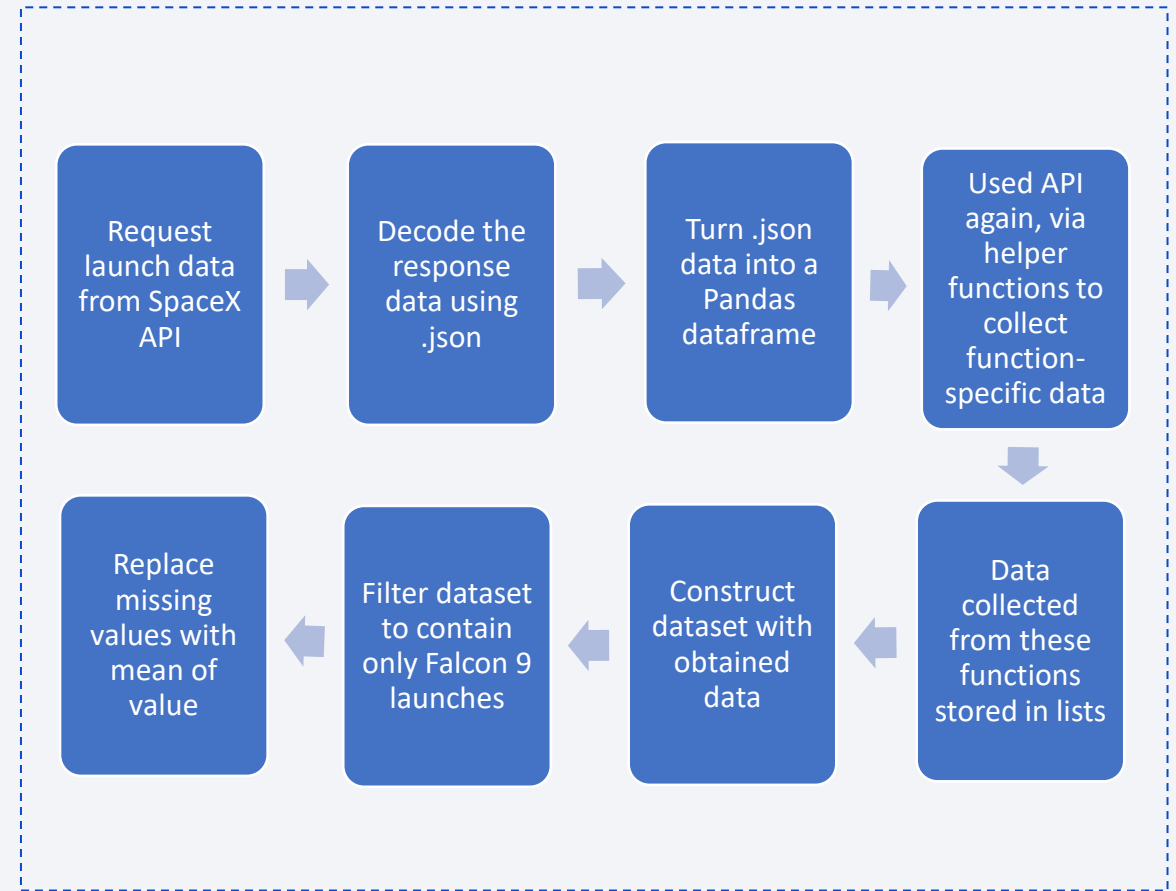 Request
launch data
from SpaceX
API
Decode the
response
data using
.json
Turn .json
data into a
Pandas
dataframe
Used API
again, via
helper
functions to
collect
function-
specific data
Data
collected
from these
functions
stored in lists
Construct
dataset with
obtained
data
Filter dataset
to contain
only Falcon 9
launches
Replace
missing
values with
mean of
value